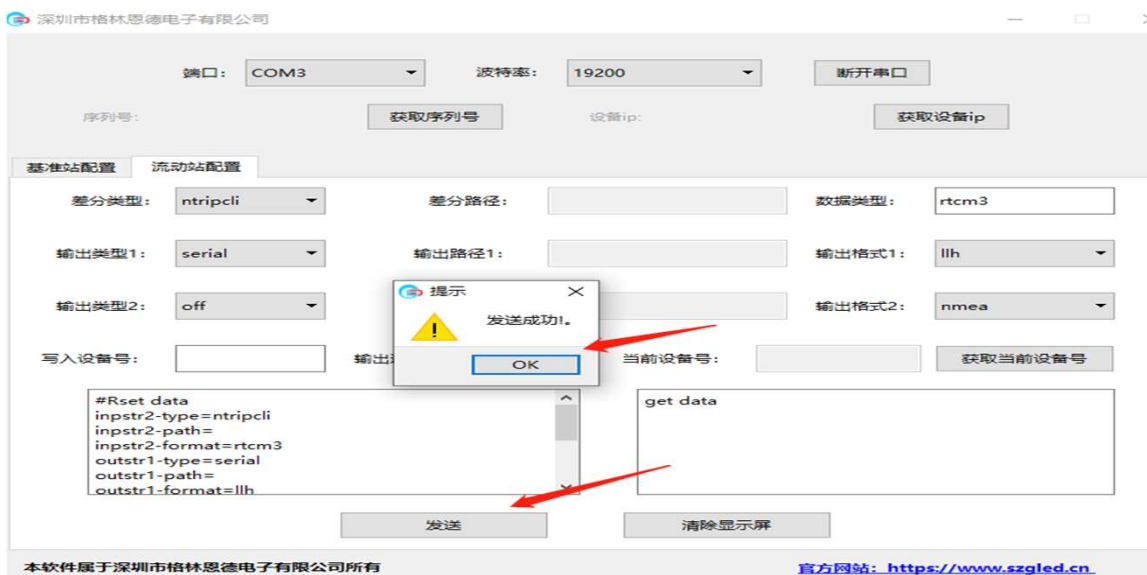 深圳市格林恩德电子有限公司
端口： COM3 波特率： 19200 断开串口
序列号： 获取序列号 设备ip: 获取设备ip
基准站配置 流动站配置
差分类型： ntripcli 差分路径： 数据类型： rtcm3
输出类型1: serial 输出路径1: 输出格式1: llh
输出类型2: off 输出格式2: nmea
提示
发送成功!。
OK
写入设备号： 当前设备号： 获取当前设备号
#Rset data
inpstr2-type=ntripcli
inpstr2-path=
inpstr2-format=rtcm3
outstr1-type=serial
outstr1-path=
outstr1-format=llh
get data
发送 清除显示屏
本软件属于深圳市格林恩德电子有限公司所有 官方网站：https://www.szgled.cn